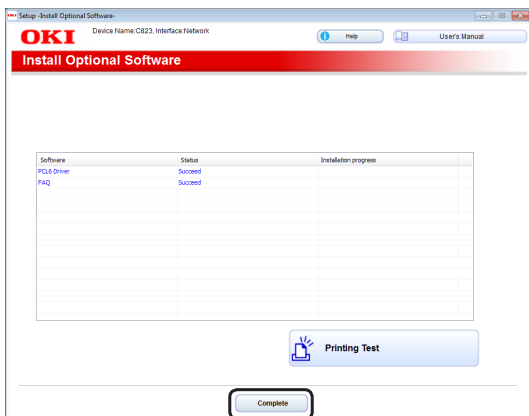 Setup -Install Optional Software-
OKI
Device Name:C823, Interface:Network
Help
User's Manual
Install Optional Software
Software Status Installation progress
PCL6 Driver Succeed
FAQ Succeed
Printing Test
Complete